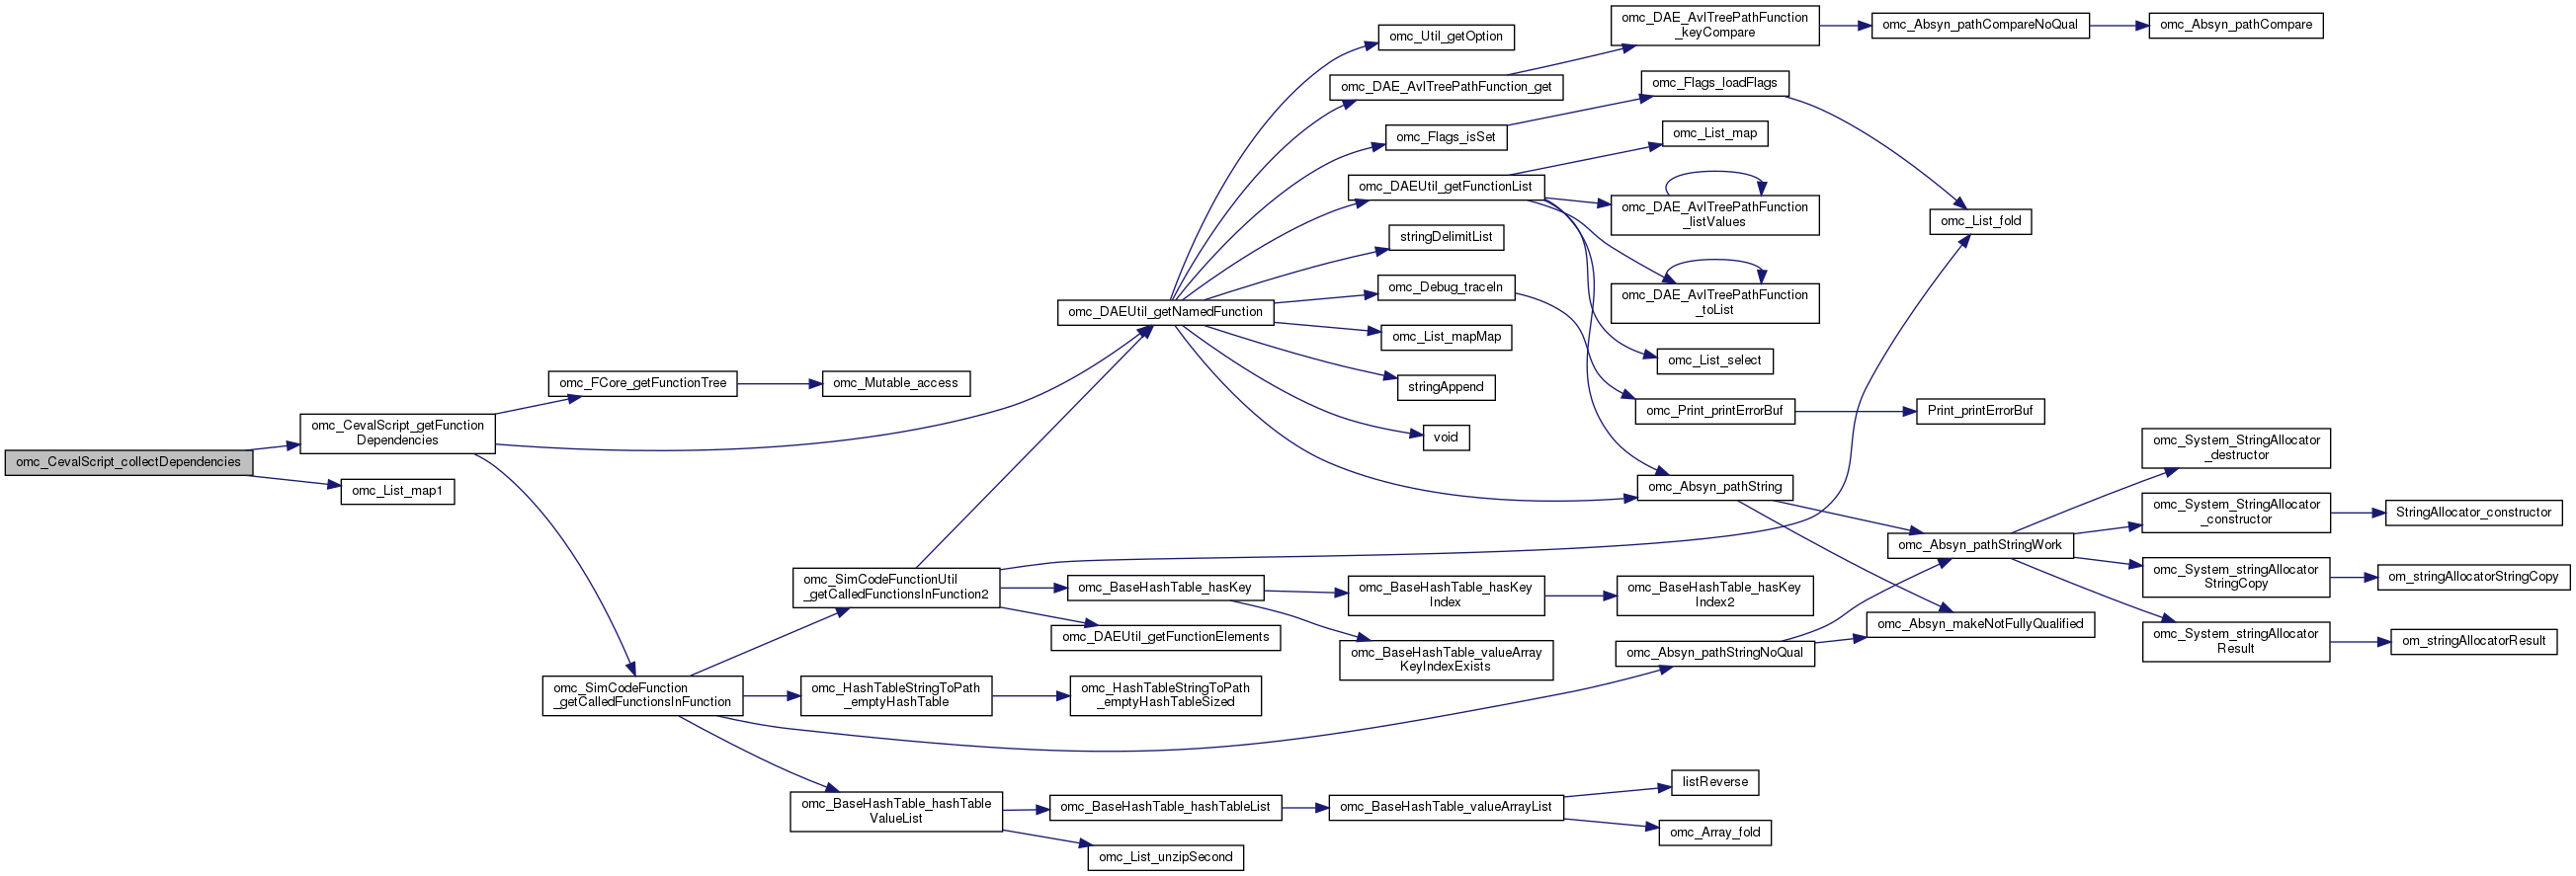 omc_CevalScript_collectDependencies
omc_CevalScript_getFunction
Dependencies
omc_List_map1
omc_FCore_getFunctionTree
omc_Mutable_access
omc_SimCodeFunction
_getCalledFunctionsInFunction
omc_SimCodeFunctionUtil
_getCalledFunctionsInFunction2
omc_HashTableStringToPath
_emptyHashTable
omc_BaseHashTable_hashTable
ValueList
omc_DAEUtil_getNamedFunction
omc_BaseHashTable_hasKey
omc_DAEUtil_getFunctionElements
omc_HashTableStringToPath
_emptyHashTableSized
omc_BaseHashTable_hashTableList
omc_List_unzipSecond
omc_Util_getOption
omc_DAE_AvlTreePathFunction_get
omc_Flags_isSet
omc_DAEUtil_getFunctionList
stringDelimitList
omc_Debug_traceln
omc_List_mapMap
stringAppend
void
omc_BaseHashTable_hasKey
Index
omc_BaseHashTable_valueArray
KeyIndexExists
omc_BaseHashTable_valueArrayList
omc_DAE_AvlTreePathFunction
_keyCompare
omc_Flags_loadFlags
omc_List_map
omc_DAE_AvlTreePathFunction
_listValues
omc_DAE_AvlTreePathFunction
_toList
omc_List_select
omc_Print_printErrorBuf
omc_Absyn_pathString
omc_BaseHashTable_hasKey
Index2
omc_Absyn_pathStringNoQual
listReverse
omc_Array_fold
omc_Absyn_pathCompareNoQual
omc_List_fold
Print_printErrorBuf
omc_Absyn_pathStringWork
omc_Absyn_makeNotFullyQualified
omc_Absyn_pathCompare
omc_System_StringAllocator
_destructor
omc_System_StringAllocator
_constructor
omc_System_stringAllocator
StringCopy
omc_System_stringAllocator
Result
StringAllocator_constructor
om_stringAllocatorStringCopy
om_stringAllocatorResult